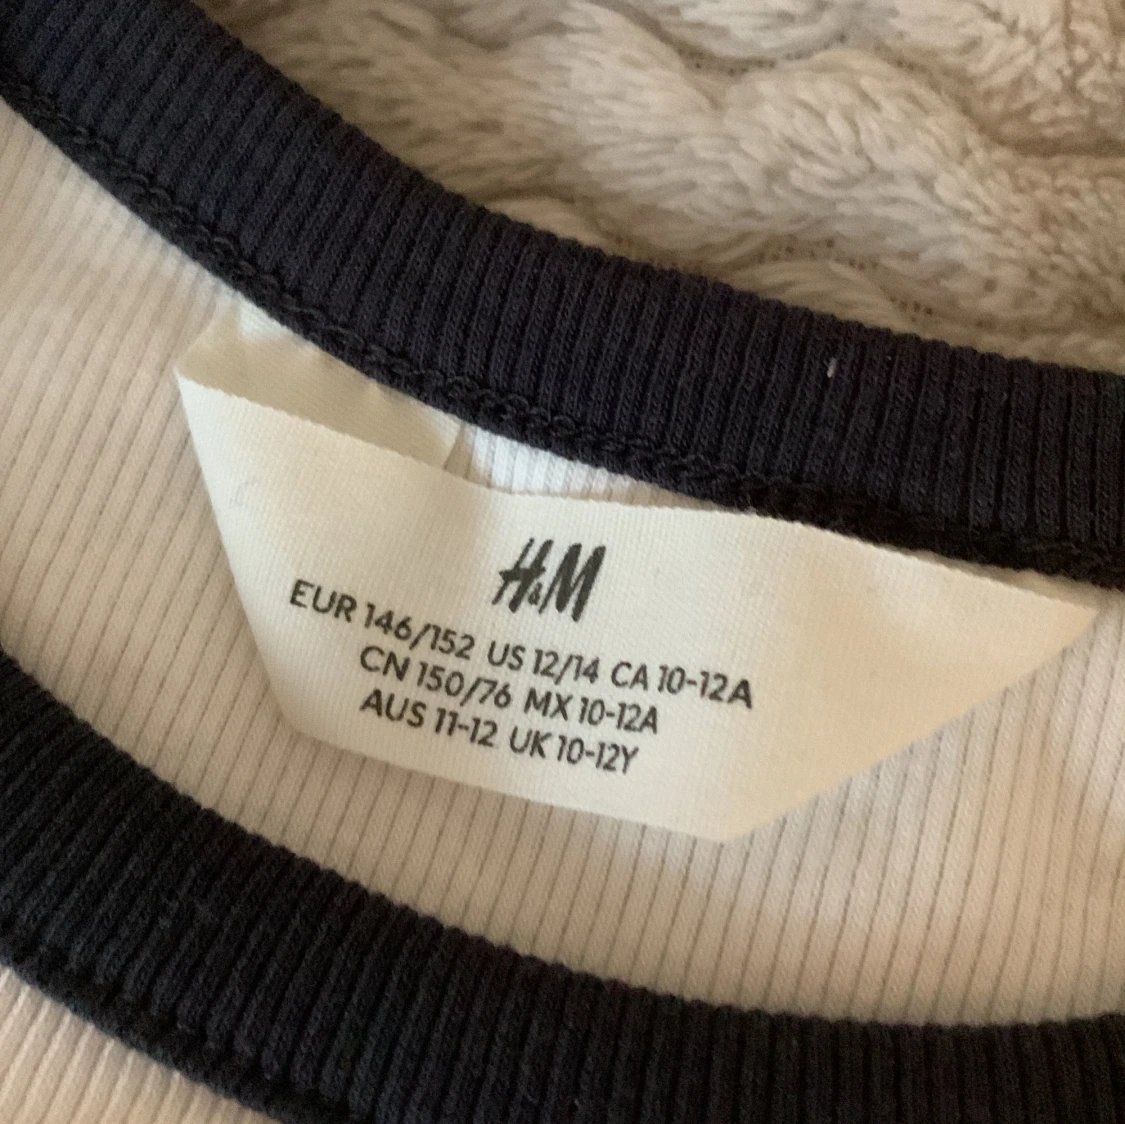 H&M
EUR 146/152 US 12/14 CA 10-12A
CN 150/76 MX 10-12A
AUS 11-12 UK 10-12Y